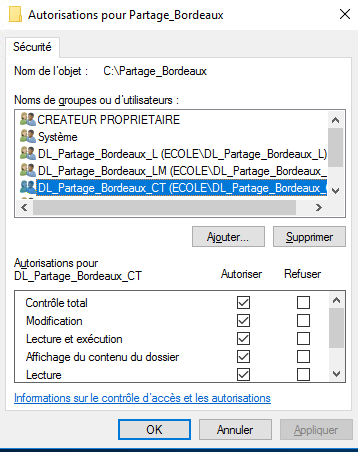 Autorisations pour Partage_Bordeaux
Sécurité
Nom de l'objet : C:\Partage_Bordeaux
Noms de groupes ou d'utilisateurs :
CREATEUR PROPRIETAIRE
Système
DL_Partage_Bordeaux_L (ECOLE\DL_Partage_Bordeaux_L)
DL_Partage_Bordeaux_LM (ECOLE\DL_Partage_Bordeaux_
DL_Partage_Bordeaux_CT (ECOLE\DL_Partage_Bordeaux_
Ajouter... Supprimer
Autorisations pour
DL_Partage_Bordeaux_CT Autoriser Refuser
Contrôle total
Modification
Lecture et exécution
Affichage du contenu du dossier
Lecture
Informations sur le contrôle d'accès et les autorisations
OK Annuler Appliquer